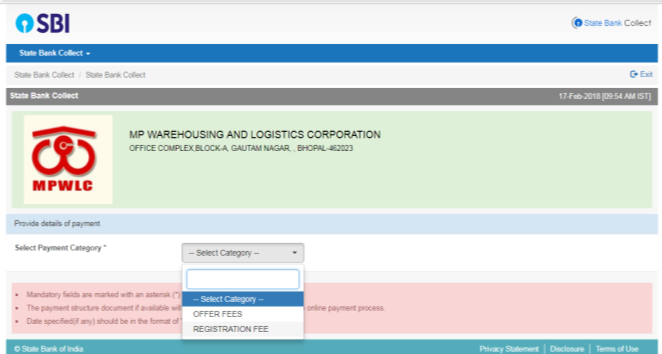 SBI
State Bank Collect
State Bank Collect
State Bank Collect / State Bank Collect
Exit
State Bank Collect
17-Feb-2018 [09:54 AM IST]
MPWLC
MP WAREHOUSING AND LOGISTICS CORPORATION
OFFICE COMPLEX,BLOCK-A, GAUTAM NAGAR, , BHOPAL-462023
Provide details of payment
Select Payment Category *
-- Select Category --
-- Select Category --
OFFER FEES
REGISTRATION FEE
Mandatory fields are marked with an asterisk (*)
The payment structure document if available will online payment process.
Date specified(if any) should be in the format of '
© State Bank of India
Privacy Statement | Disclosure | Terms of Use